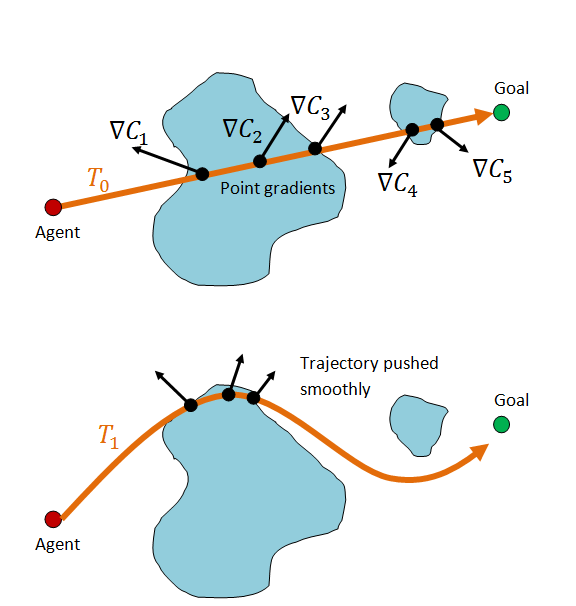 Goal
∇C₃
∇C₁
∇C₂
∇C₅
T₀
Point gradients
∇C₄
Agent
Trajectory pushed
smoothly
Goal
T₁
Agent